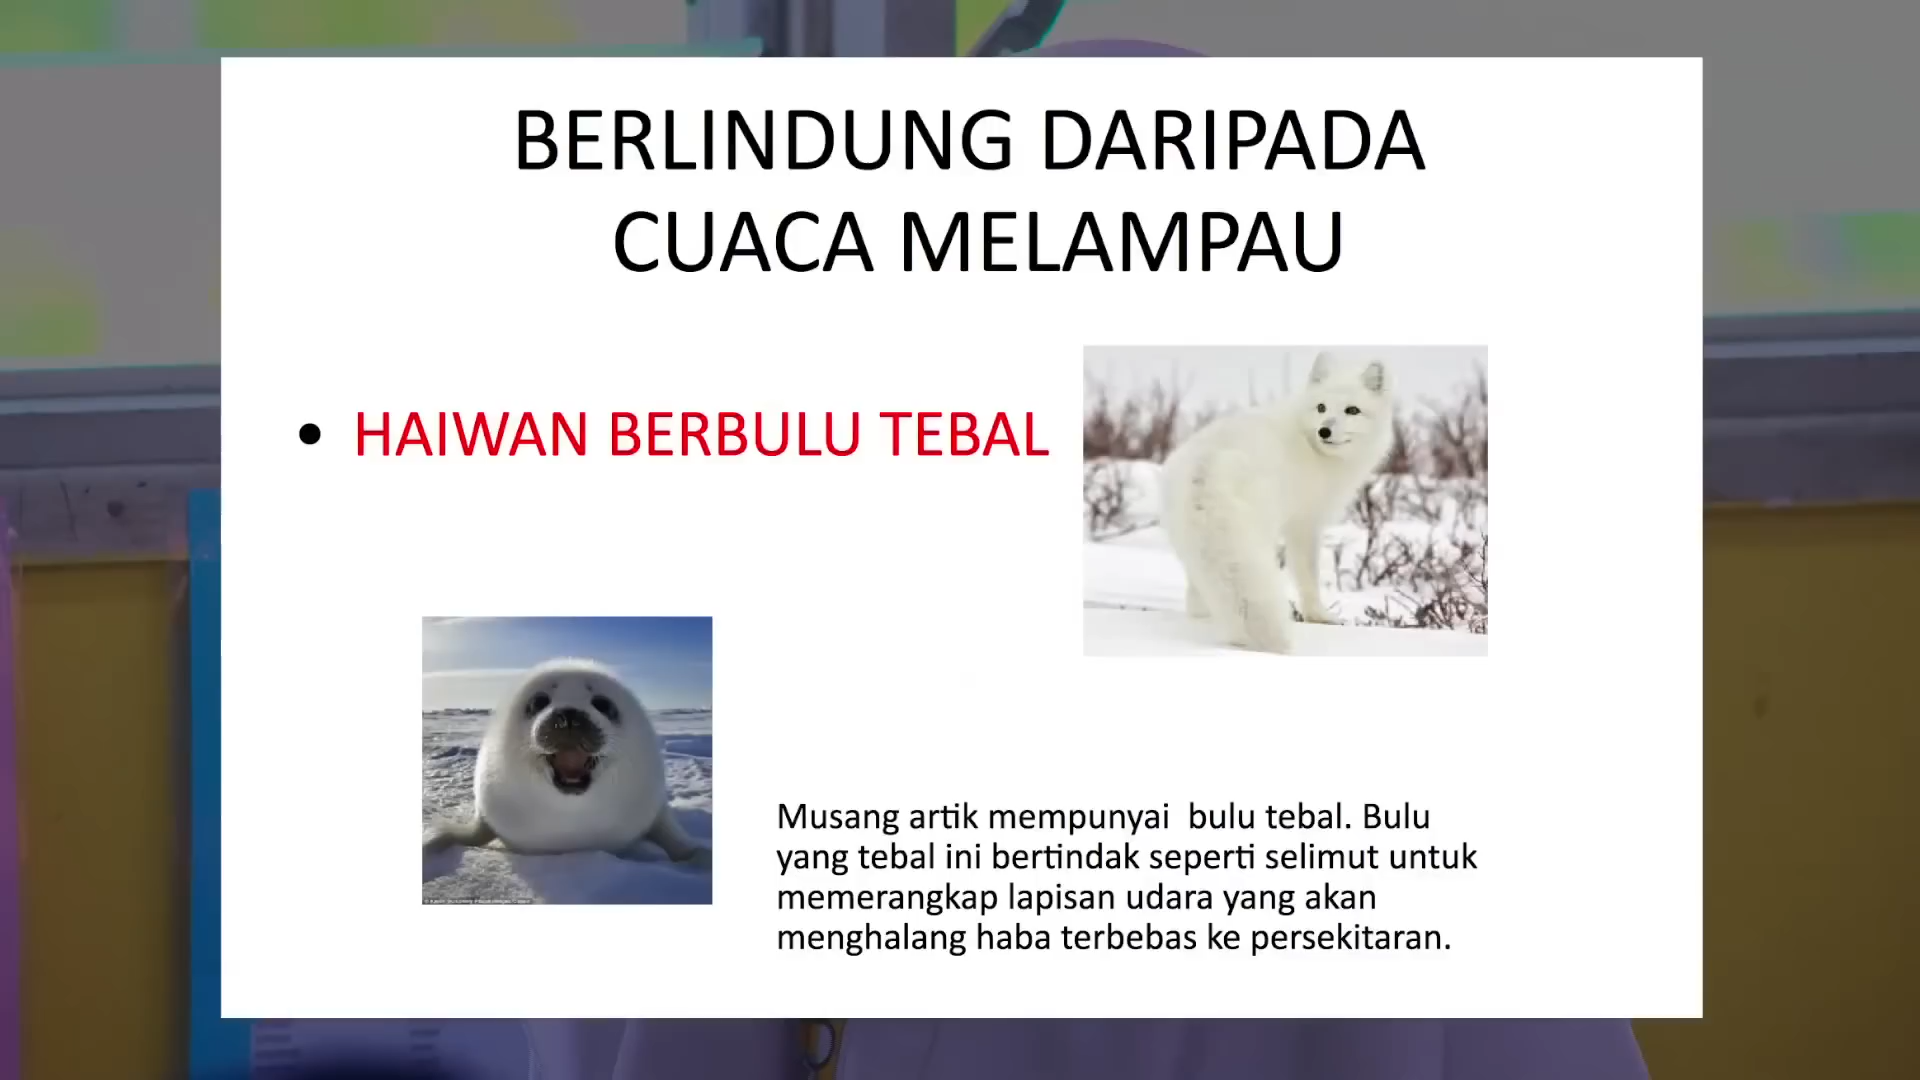 BERLINDUNG DARIPADA
CUACA MELAMPAU
• HAIWAN BERBULU TEBAL
Musang artik mempunyai  bulu tebal. Bulu
yang tebal ini bertindak seperti selimut untuk
memerangkap lapisan udara yang akan
menghalang haba terbebas ke persekitaran.